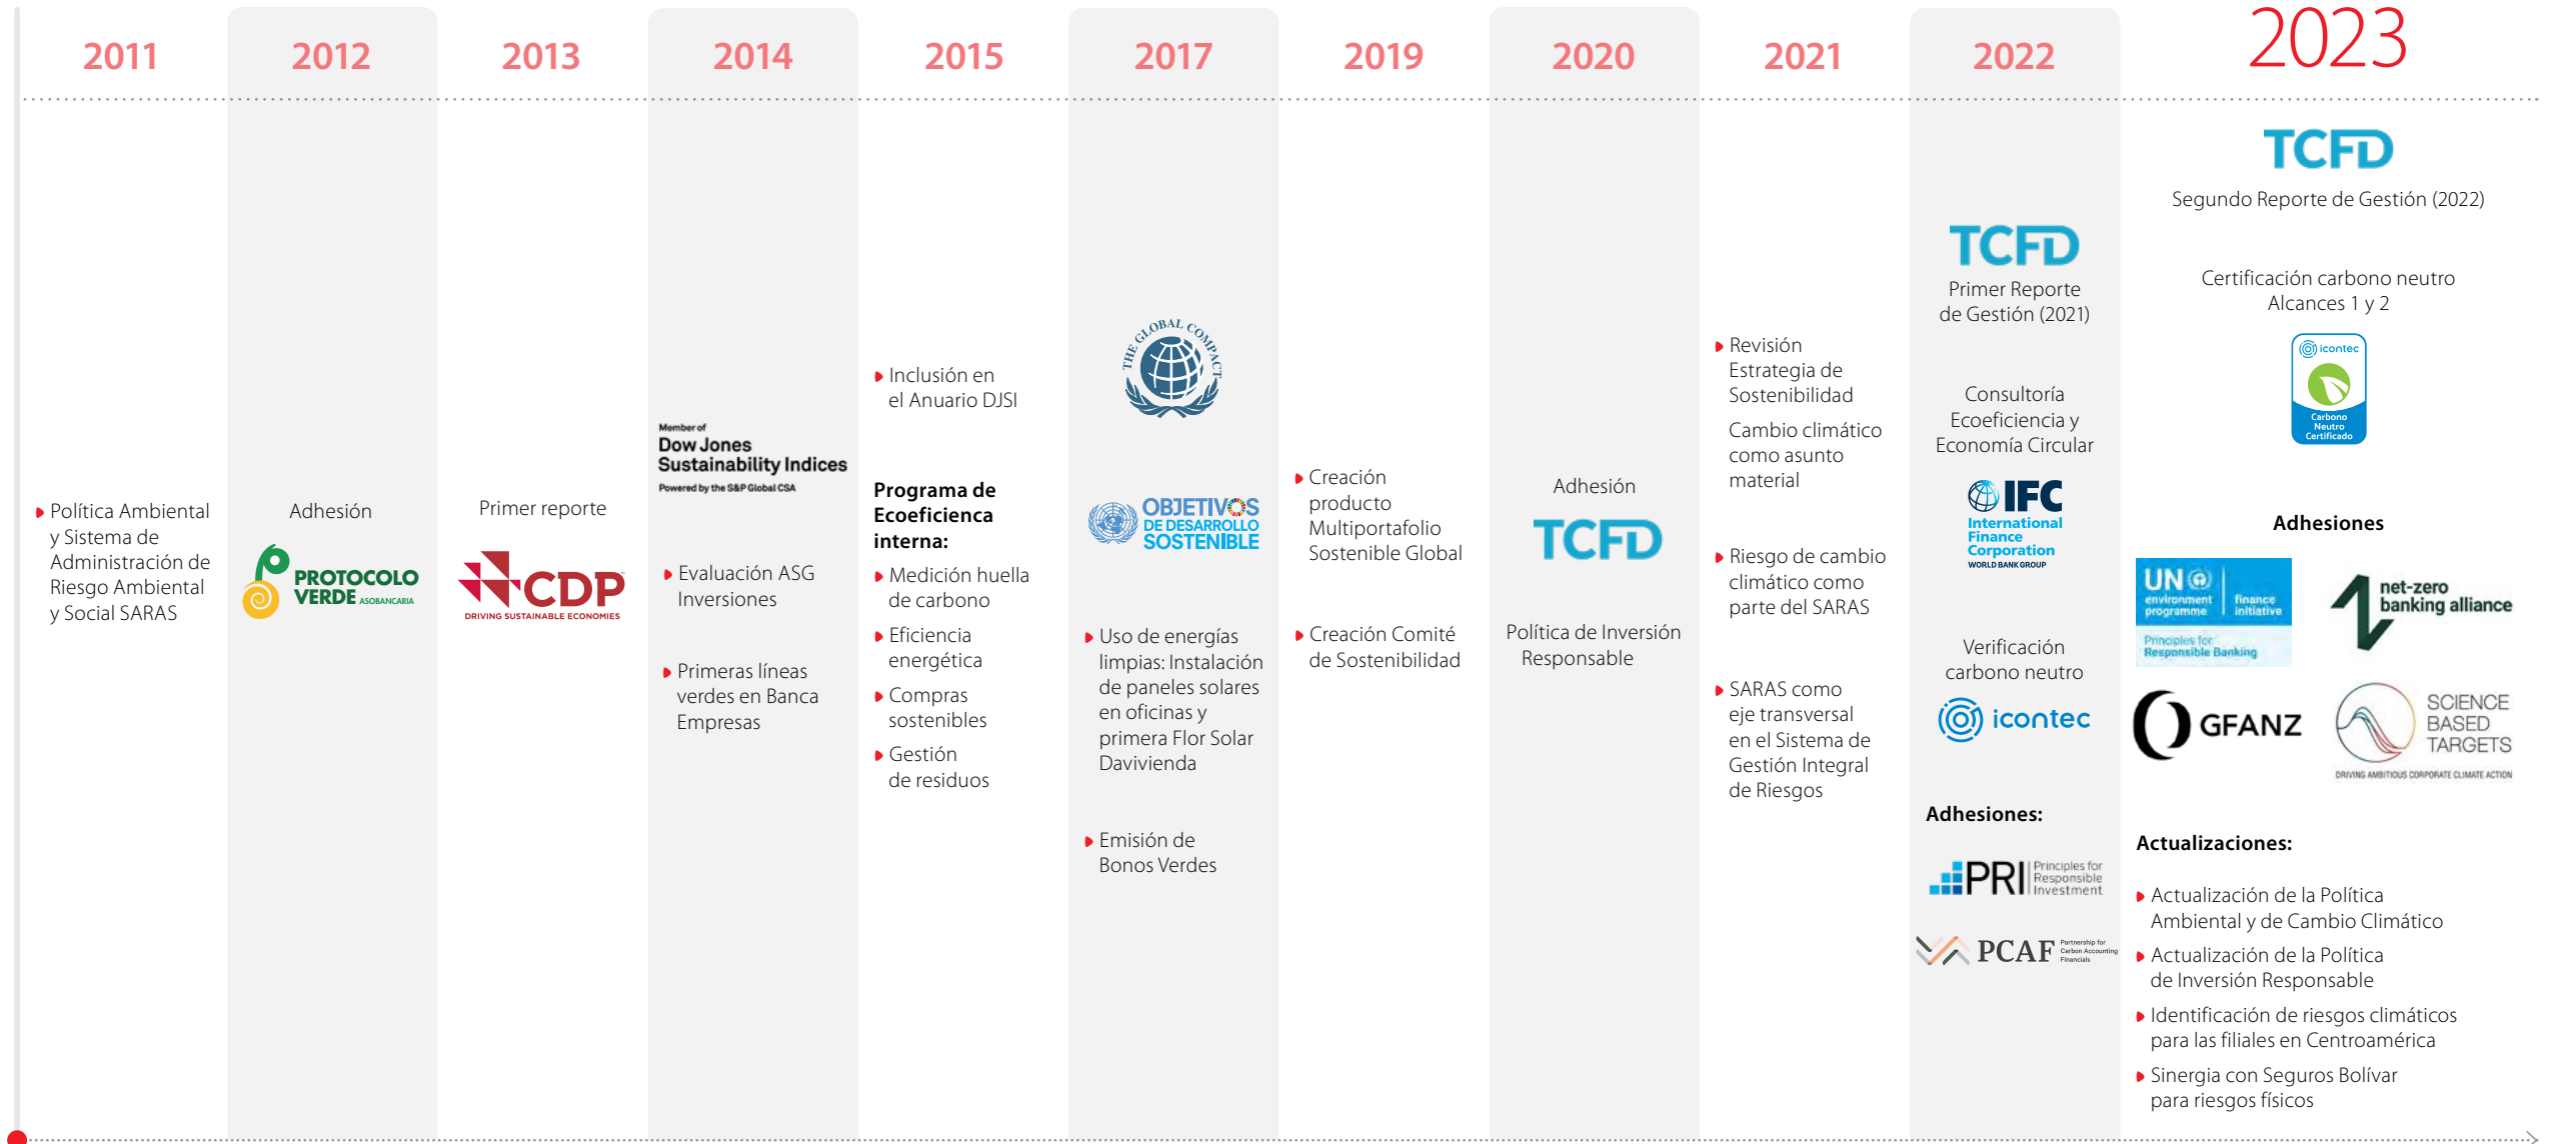 2011
Política Ambiental
y Sistema de
Administración de
Riesgo Ambiental
y Social SARAS
2012
Adhesión
PROTOCOLO
VERDE ASOBANCARIA
2013
Primer reporte
CDP
DRIVING SUSTAINABLE ECONOMIES
2014
Member of
Dow Jones
Sustainability Indices
Powered by the S&P Global CSA
Evaluación ASG
Inversiones
Primeras líneas
verdes en Banca
Empresas
2015
Inclusión en
el Anuario DJSI
Programa de
Ecoeficienca
interna:
Medición huella
de carbono
Eficiencia
energética
Compras
sostenibles
Gestión
de residuos
2017
THE GLOBAL COMPACT
OBJETIVOS
DE DESARROLLO
SOSTENIBLE
Uso de energías
limpias: Instalación
de paneles solares
en oficinas y
primera Flor Solar
Davivienda
Emisión de
Bonos Verdes
2019
Creación
producto
Multiportafolio
Sostenible Global
Creación Comité
de Sostenibilidad
2020
Adhesión
TCFD
Política de Inversión
Responsable
2021
Revisión
Estrategia de
Sostenibilidad
Cambio climático
como asunto
material
Riesgo de cambio
climático como
parte del SARAS
SARAS como
eje transversal
en el Sistema de
Gestión Integral
de Riesgos
2022
TCFD
Primer Reporte
de Gestión (2021)
Consultoría
Ecoeficiencia y
Economía Circular
IFC
International
Finance
Corporation
WORLD BANK GROUP
Verificación
carbono neutro
icontec
Adhesiones:
PRI Principles for
Responsible
Investment
PCAF Partnership for
Carbon Accounting
Financials
2023
TCFD
Segundo Reporte de Gestión (2022)
Certificación carbono neutro
Alcances 1 y 2
icontec
Carbono
Neutro
Certificado
Adhesiones
UN
environment
programme
finance
initiative
Principles for
Responsible Banking
net-zero
banking alliance
GFANZ
SCIENCE
BASED
TARGETS
DRIVING AMBITIOUS CORPORATE CLIMATE ACTION
Actualizaciones:
Actualización de la Política
Ambiental y de Cambio Climático
Actualización de la Política
de Inversión Responsable
Identificación de riesgos climáticos
para las filiales en Centroamérica
Sinergia con Seguros Bolívar
para riesgos físicos